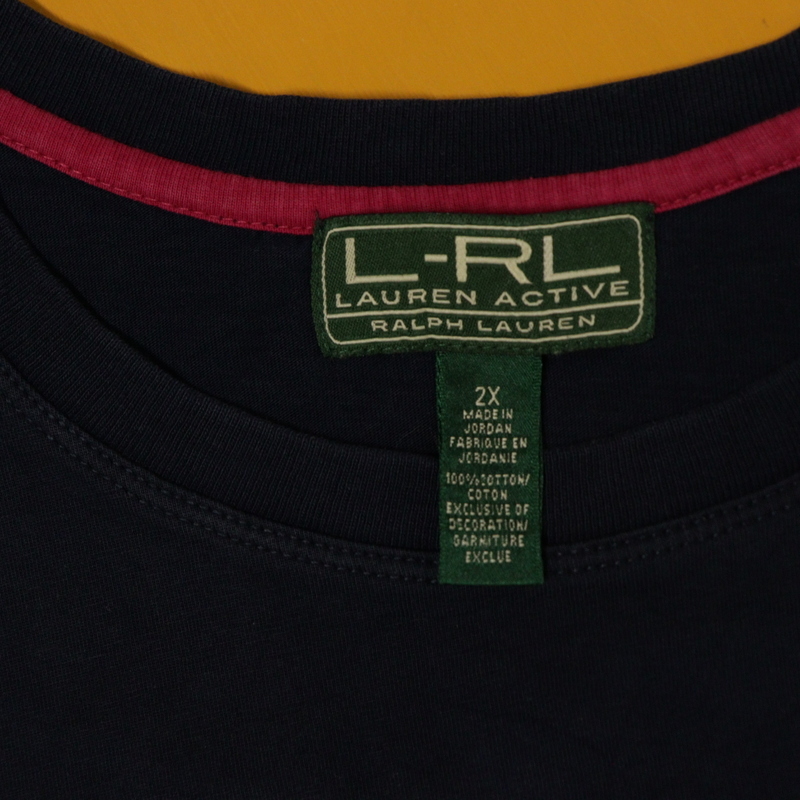 L-RL
LAUREN ACTIVE
RALPH LAUREN
2X
MADE IN
JORDAN
FABRIQUE EN
JORDANIE
100%COTTON/
COTON
EXCLUSIVE OF
DECORATION/
GARNITURE
EXCLUE